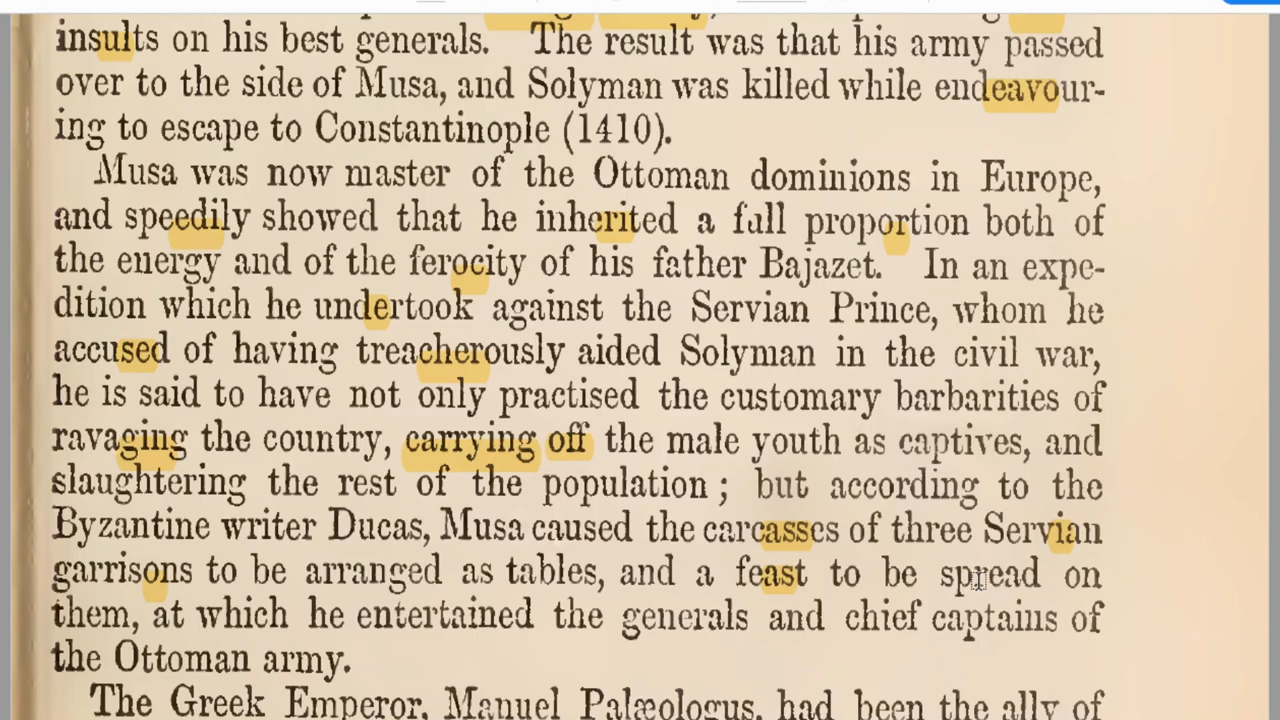 insults on his best generals. The result was that his army passed
over to the side of Musa, and Solyman was killed while endeavour-
ing to escape to Constantinople (1410).
Musa was now master of the Ottoman dominions in Europe,
and speedily showed that he inherited a full proportion both of
the energy and of the ferocity of his father Bajazet. In an expe-
dition which he undertook against the Servian Prince, whom he
accused of having treacherously aided Solyman in the civil war,
he is said to have not only practised the customary barbarities of
ravaging the country, carrying off the male youth as captives, and
slaughtering the rest of the population; but according to the
Byzantine writer Ducas, Musa caused the carcasses of three Servian
garrisons to be arranged as tables, and a feast to be spread on
them, at which he entertained the generals and chief captains of
the Ottoman army.
The Greek Emperor, Manuel Palæologus, had been the ally of